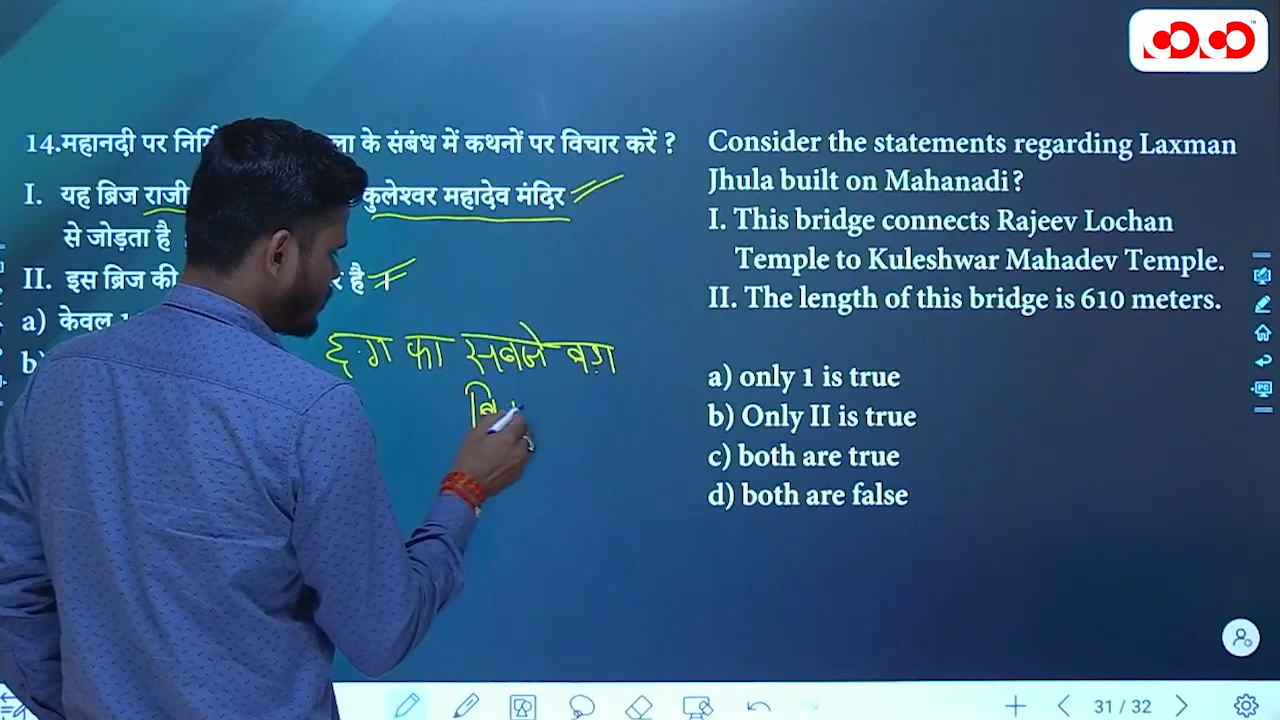 14.महानदी पर के संबंध में कथनों पर विचार करें ?
I. यह ब्रिज कुलेश्वर महादेव मंदिर
से जोड़ता है
II. इस ब्रिज की है ।
a) केवल
b)
छ.ग का सबसे बड़ा
Consider the statements regarding Laxman
Jhula built on Mahanadi?
I. This bridge connects Rajeev Lochan
Temple to Kuleshwar Mahadev Temple.
II. The length of this bridge is 610 meters.
a) only 1 is true
b) Only II is true
c) both are true
d) both are false
31 / 32